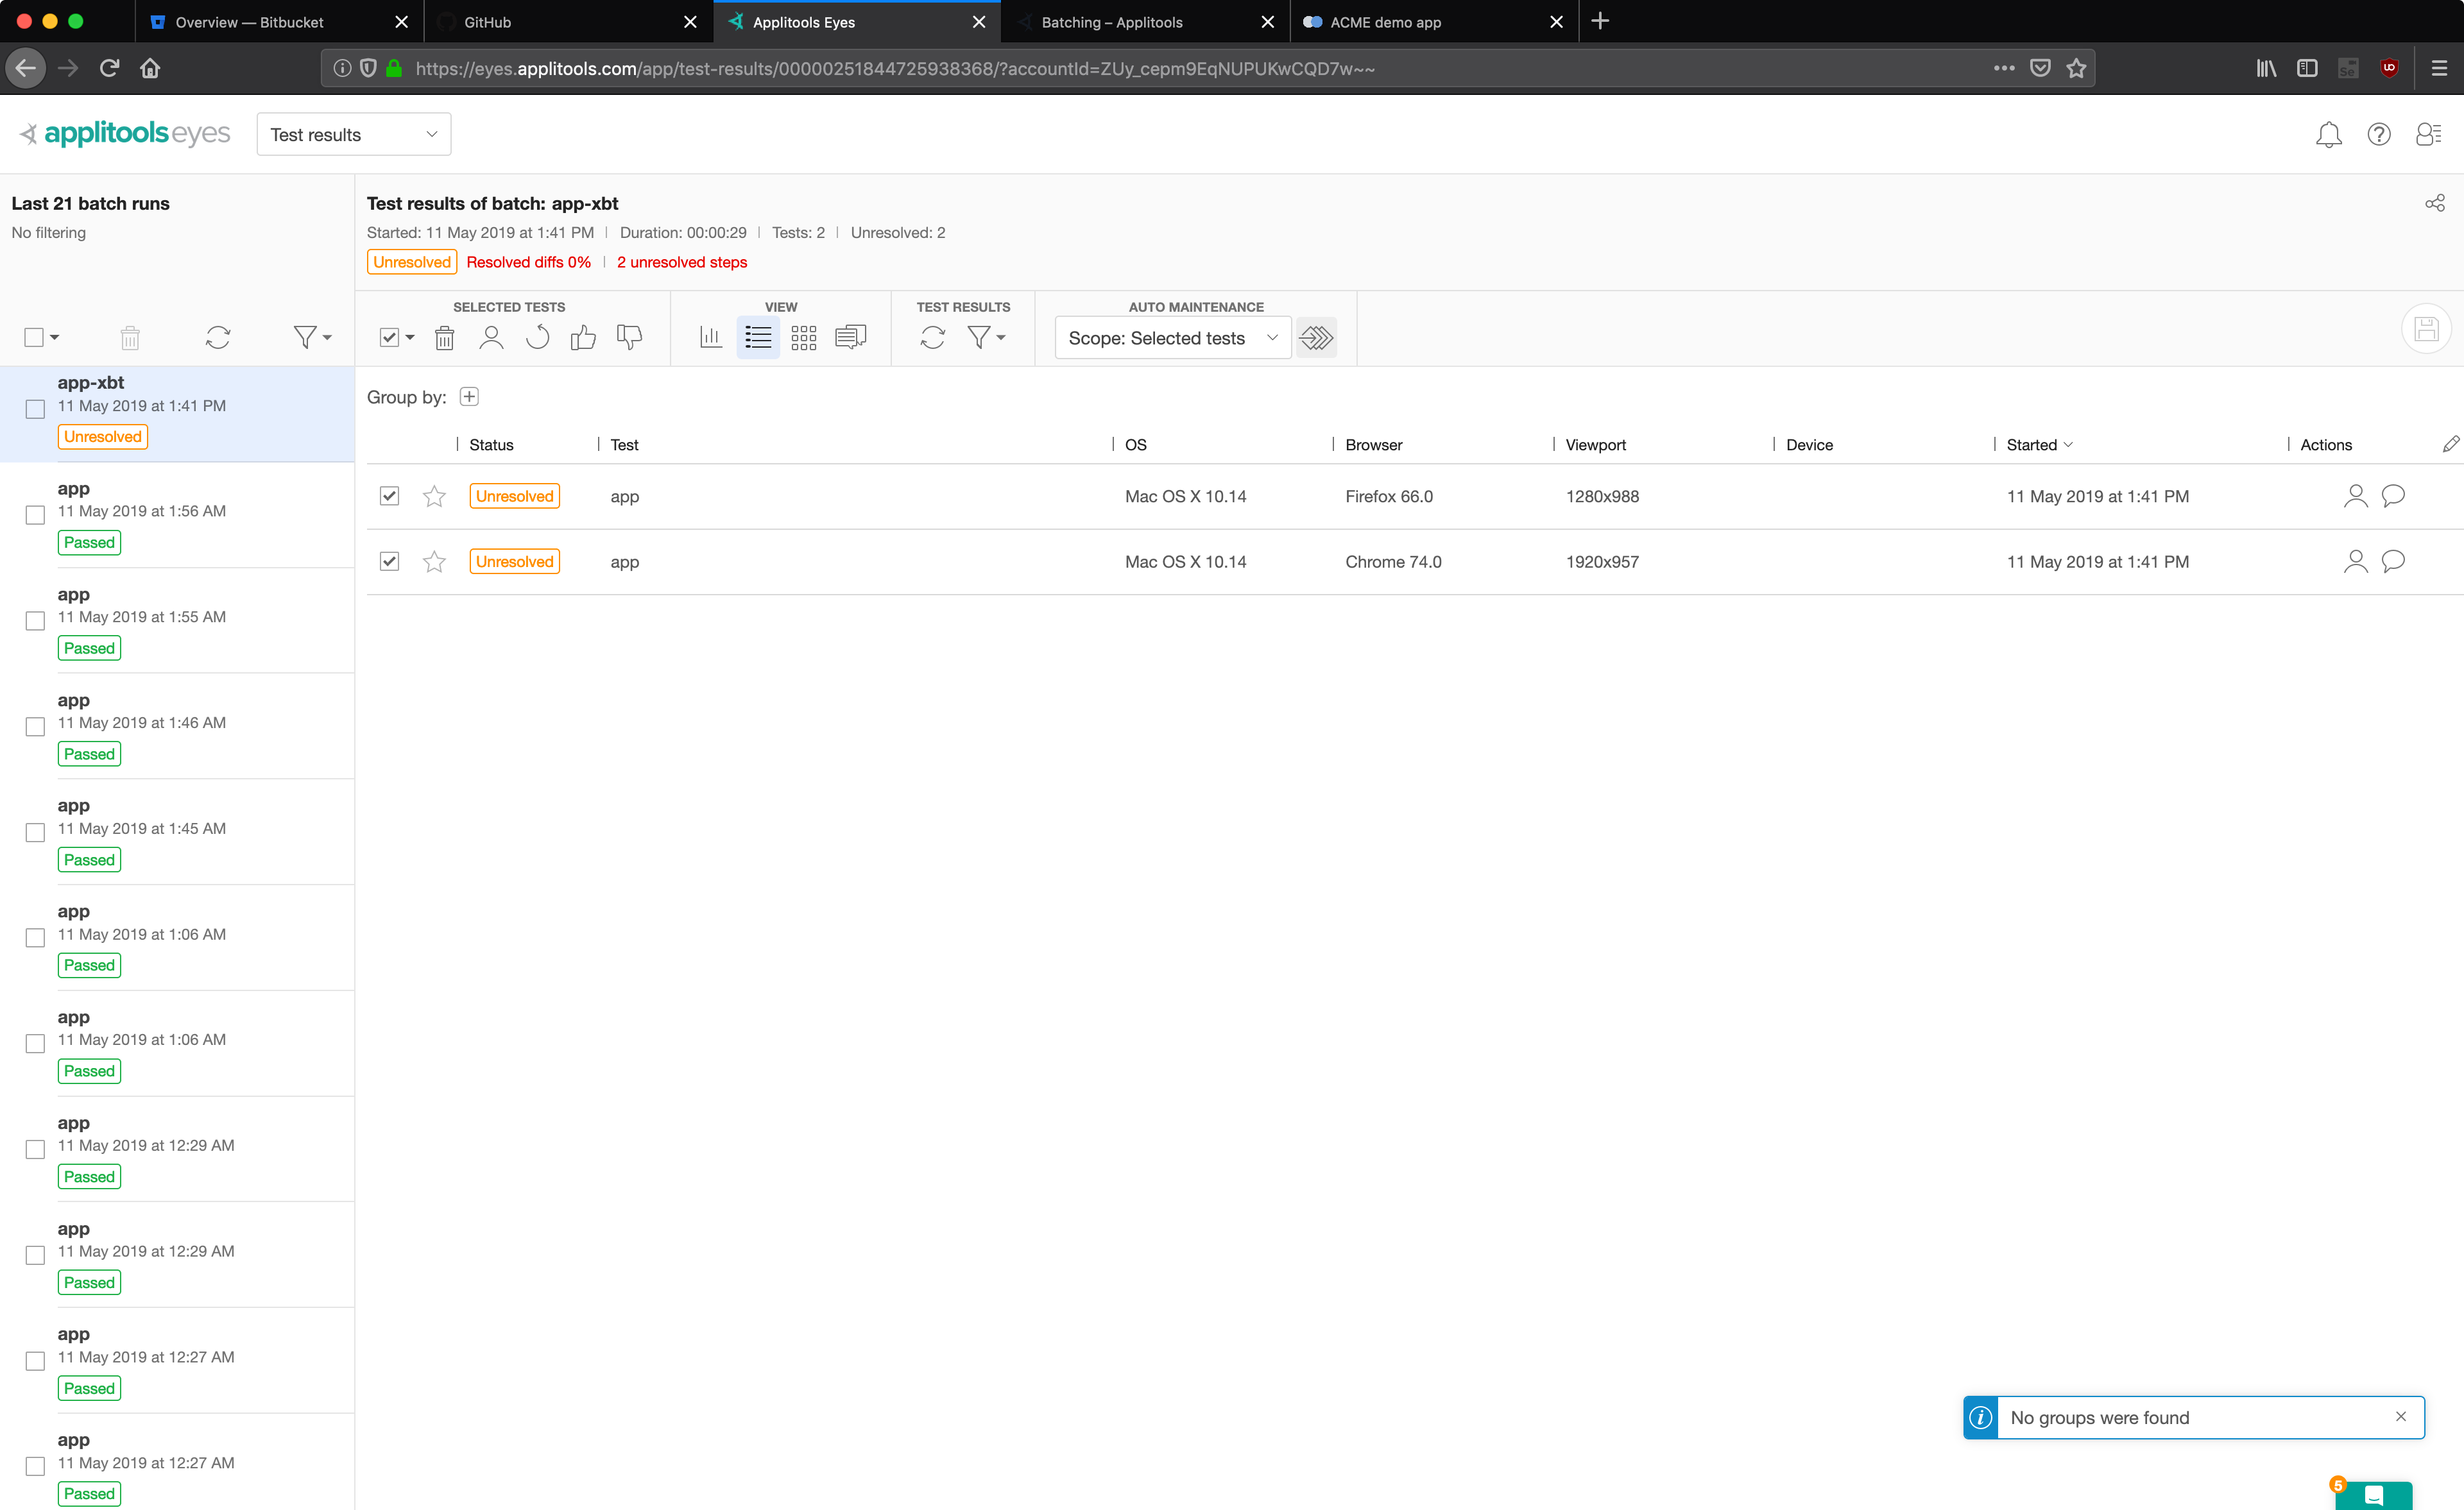 Overview — Bitbucket
GitHub
Applitools Eyes
Batching – Applitools
ACME demo app
https://eyes.applitools.com/app/test-results/00000251844725938368/?accountId=ZUy_cepm9EqNUPUKwCQD7w~~
applitools eyes
Test results
Last 21 batch runs
No filtering
Test results of batch: app-xbt
Started: 11 May 2019 at 1:41 PM | Duration: 00:00:29 | Tests: 2 | Unresolved: 2
Unresolved Resolved diffs 0% | 2 unresolved steps
SELECTED TESTS
VIEW
TEST RESULTS
AUTO MAINTENANCE
Scope: Selected tests
Group by:
Status Test OS Browser Viewport Device Started Actions
Unresolved app Mac OS X 10.14 Firefox 66.0 1280x988 11 May 2019 at 1:41 PM
Unresolved app Mac OS X 10.14 Chrome 74.0 1920x957 11 May 2019 at 1:41 PM
app-xbt
11 May 2019 at 1:41 PM
Unresolved
app
11 May 2019 at 1:56 AM
Passed
app
11 May 2019 at 1:55 AM
Passed
app
11 May 2019 at 1:46 AM
Passed
app
11 May 2019 at 1:45 AM
Passed
app
11 May 2019 at 1:06 AM
Passed
app
11 May 2019 at 1:06 AM
Passed
app
11 May 2019 at 12:29 AM
Passed
app
11 May 2019 at 12:29 AM
Passed
app
11 May 2019 at 12:27 AM
Passed
app
11 May 2019 at 12:27 AM
Passed
No groups were found
5